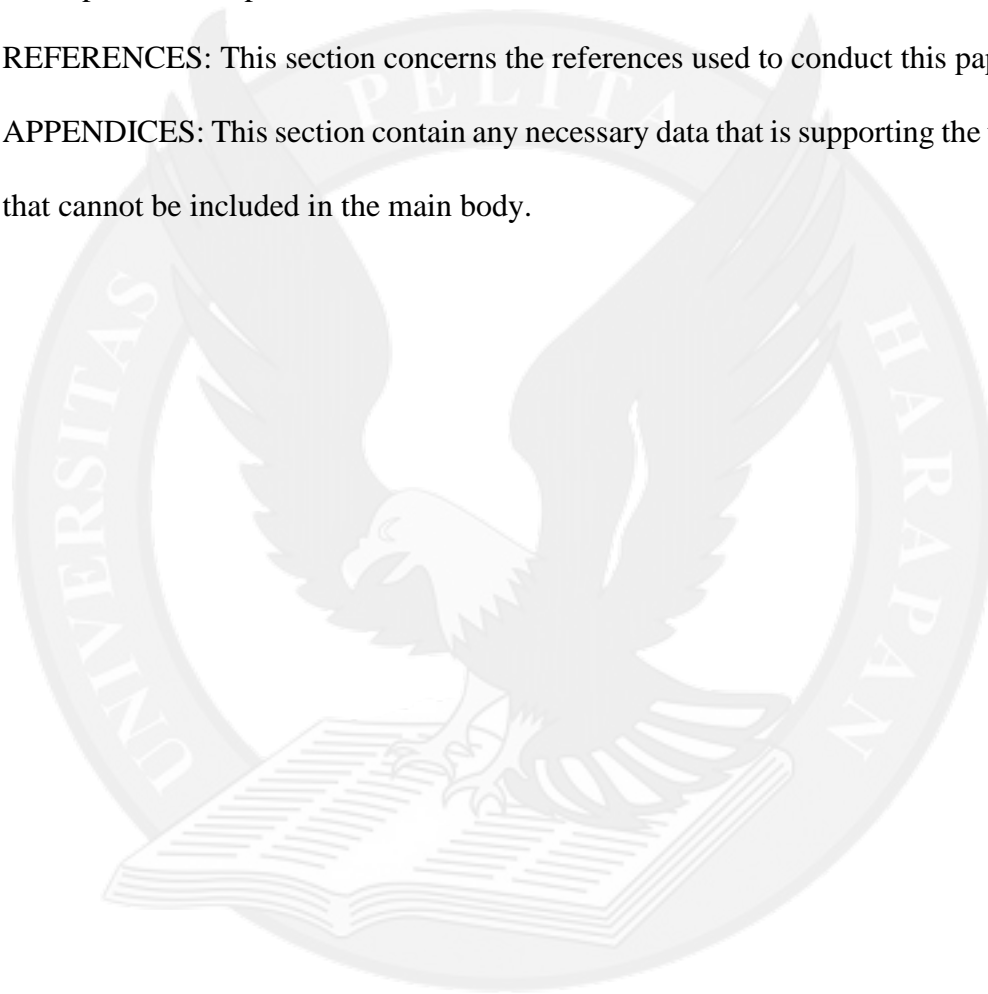 REFERENCES: This section concerns the references used to conduct this pa
APPENDICES: This section contain any necessary data that is supporting the
that cannot be included in the main body.
UNIVERSITAS PELITA HARAPAN